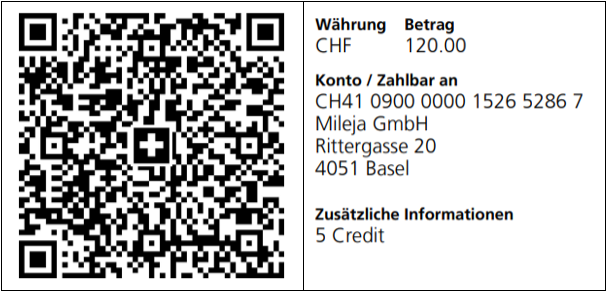 Währung Betrag
CHF 120.00
Konto / Zahlbar an
CH41 0900 0000 1526 5286 7
Mileja GmbH
Rittergasse 20
4051 Basel
Zusätzliche Informationen
5 Credit